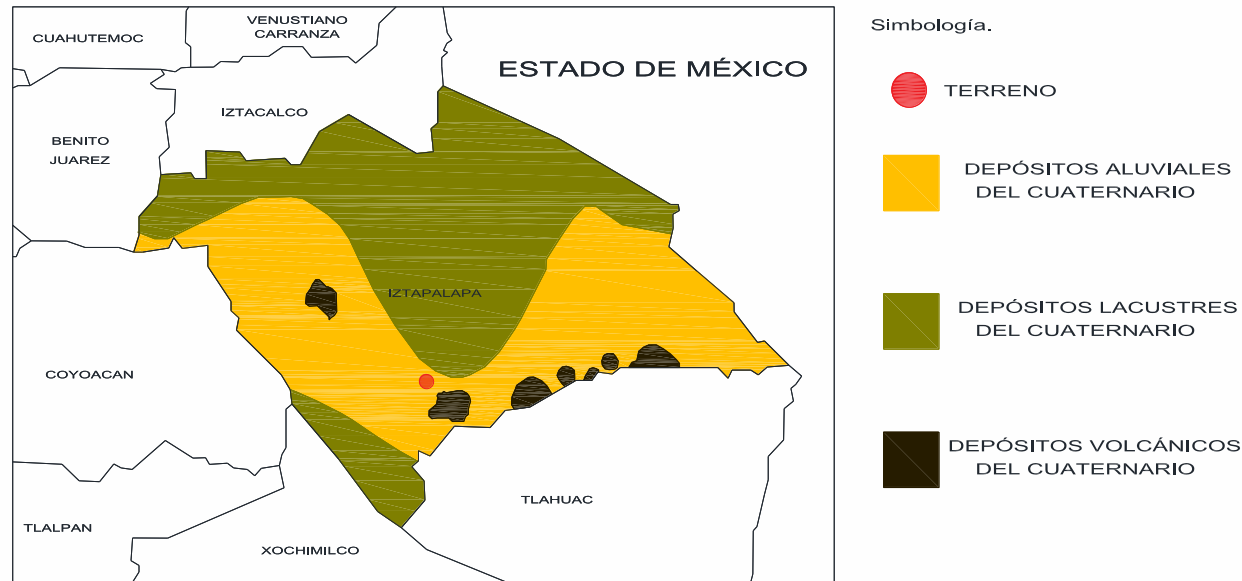 CUAHUTEMOC
VENUSTIANO
CARRANZA
ESTADO DE MÉXICO
IZTACALCO
BENITO
JUAREZ
IZTAPALAPA
COYOACAN
TLAHUAC
TLALPAN
XOCHIMILCO
Simbología.
TERRENO
DEPÓSITOS ALUVIALES
DEL CUATERNARIO
DEPÓSITOS LACUSTRES
DEL CUATERNARIO
DEPÓSITOS VOLCÁNICOS
DEL CUATERNARIO